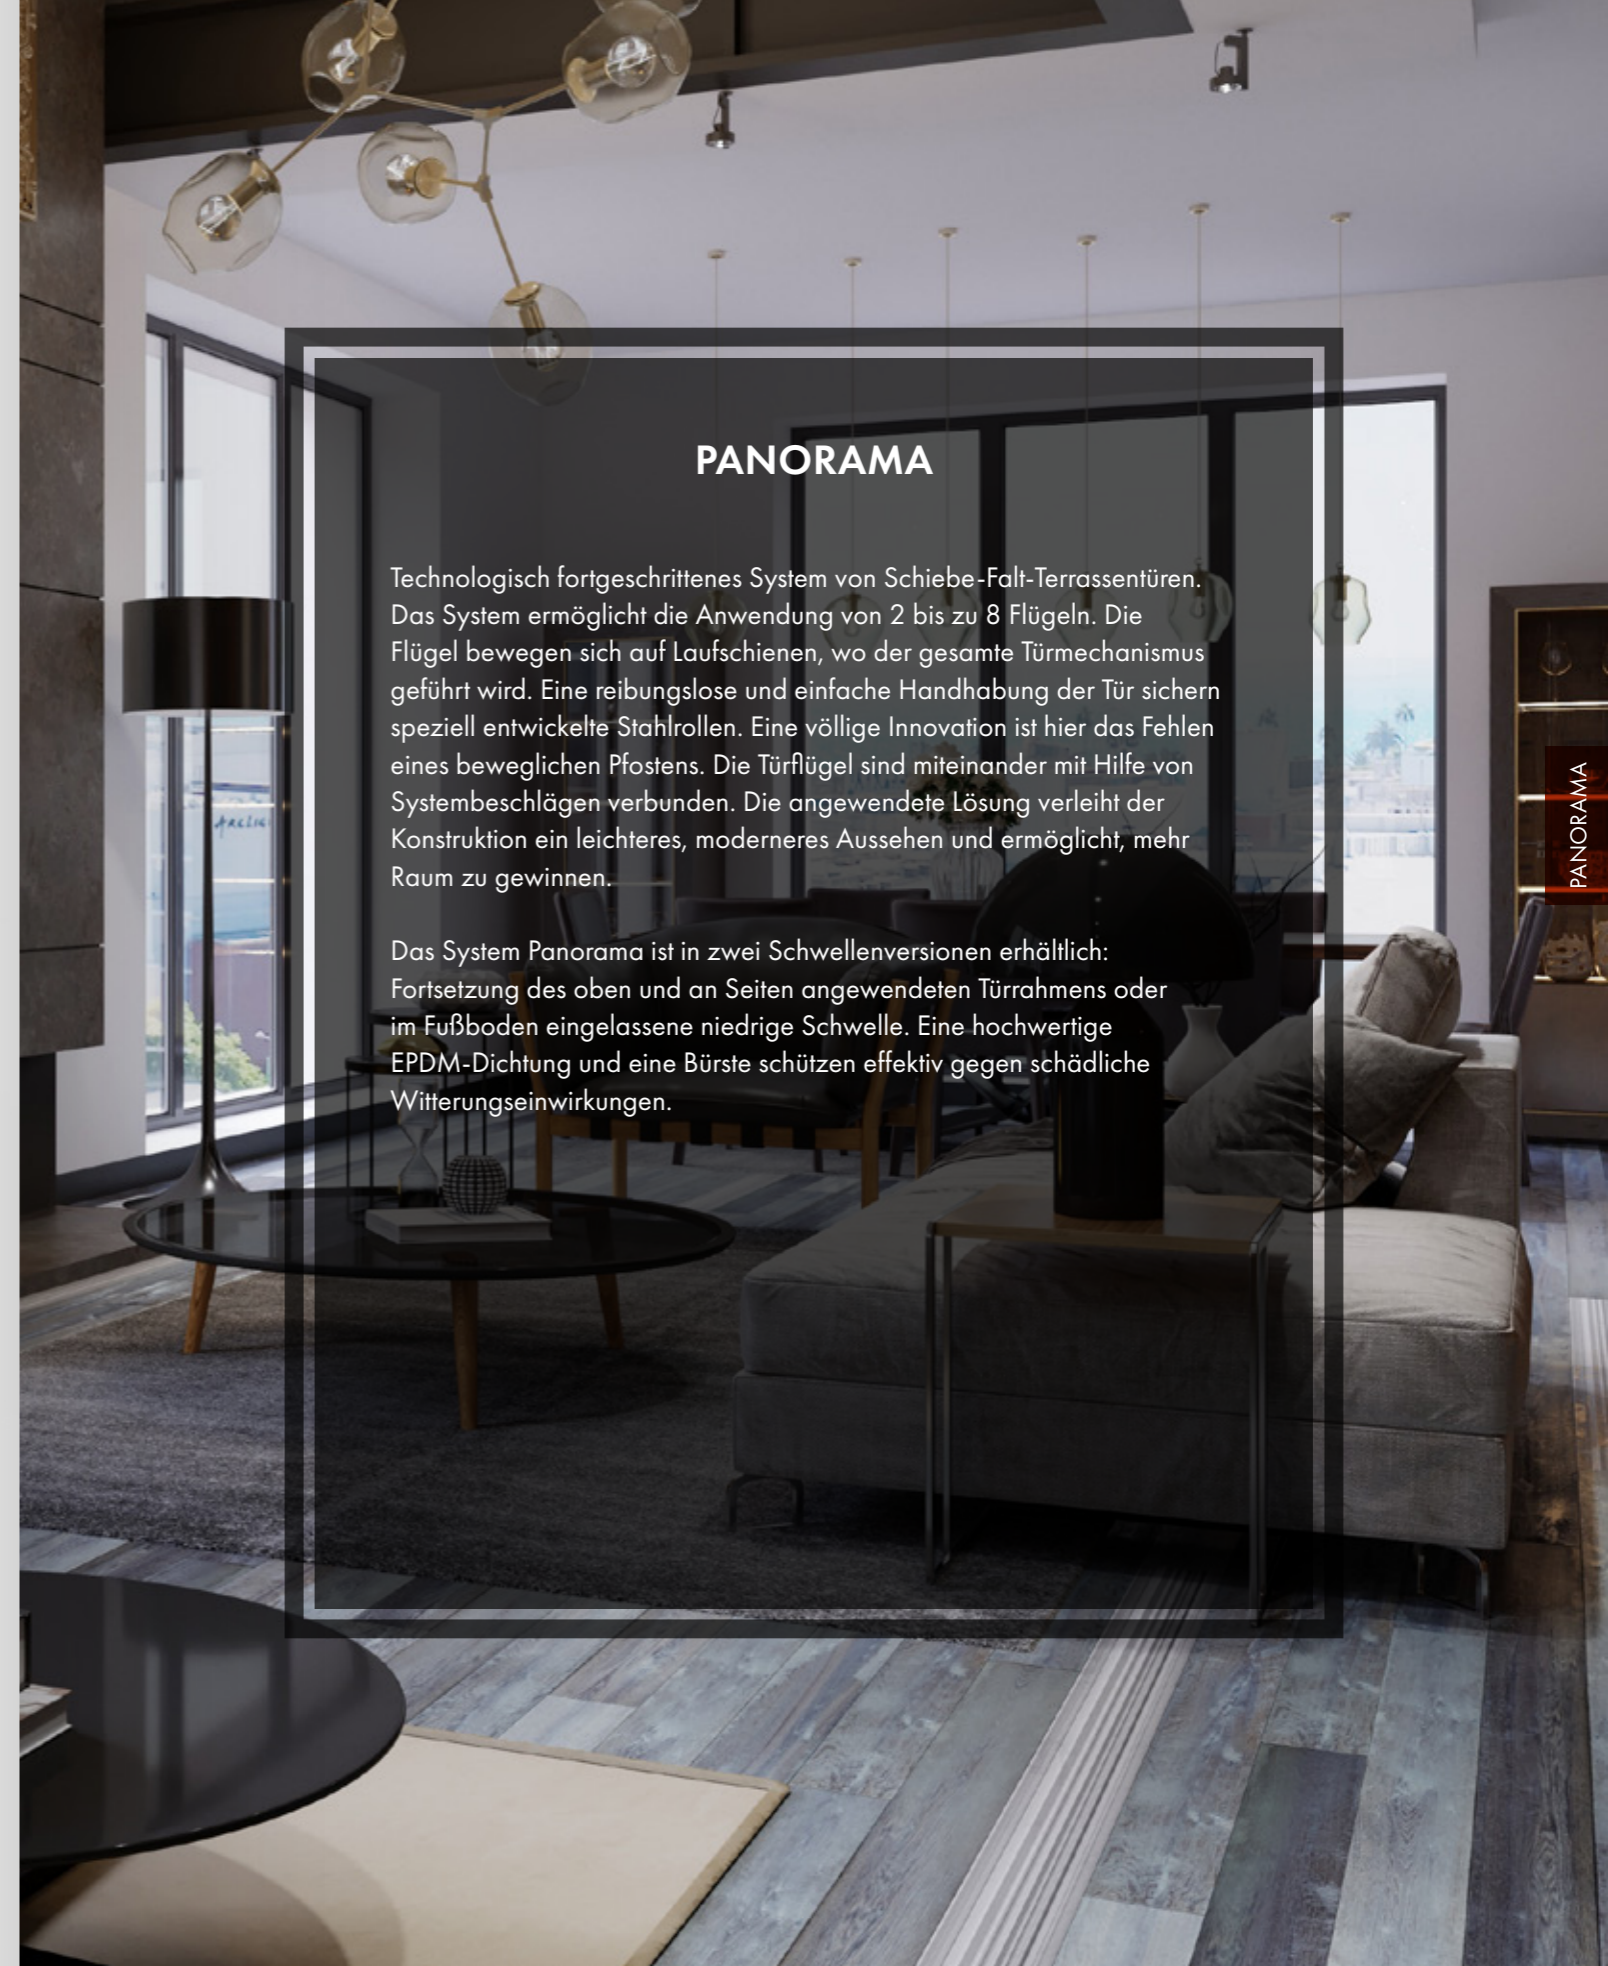 PANORAMA
Technologisch fortgeschrittenes System von Schiebe-Falt-Terrassentüren.
Das System ermöglicht die Anwendung von 2 bis zu 8 Flügeln. Die
Flügel bewegen sich auf Laufschienen, wo der gesamte Türmechanismus
geführt wird. Eine reibungslose und einfache Handhabung der Tür sichern
speziell entwickelte Stahlrollen. Eine völlige Innovation ist hier das Fehlen
eines beweglichen Pfostens. Die Türflügel sind miteinander mit Hilfe von
Systembeschlägen verbunden. Die angewendete Lösung verleiht der
Konstruktion ein leichteres, moderneres Aussehen und ermöglicht, mehr
Raum zu gewinnen.
Das System Panorama ist in zwei Schwellenversionen erhältlich:
Fortsetzung des oben und an Seiten angewendeten Türrahmens oder
im Fußboden eingelassene niedrige Schwelle. Eine hochwertige
EPDM-Dichtung und eine Bürste schützen effektiv gegen schädliche
Witterungseinwirkungen.
PANORAMA